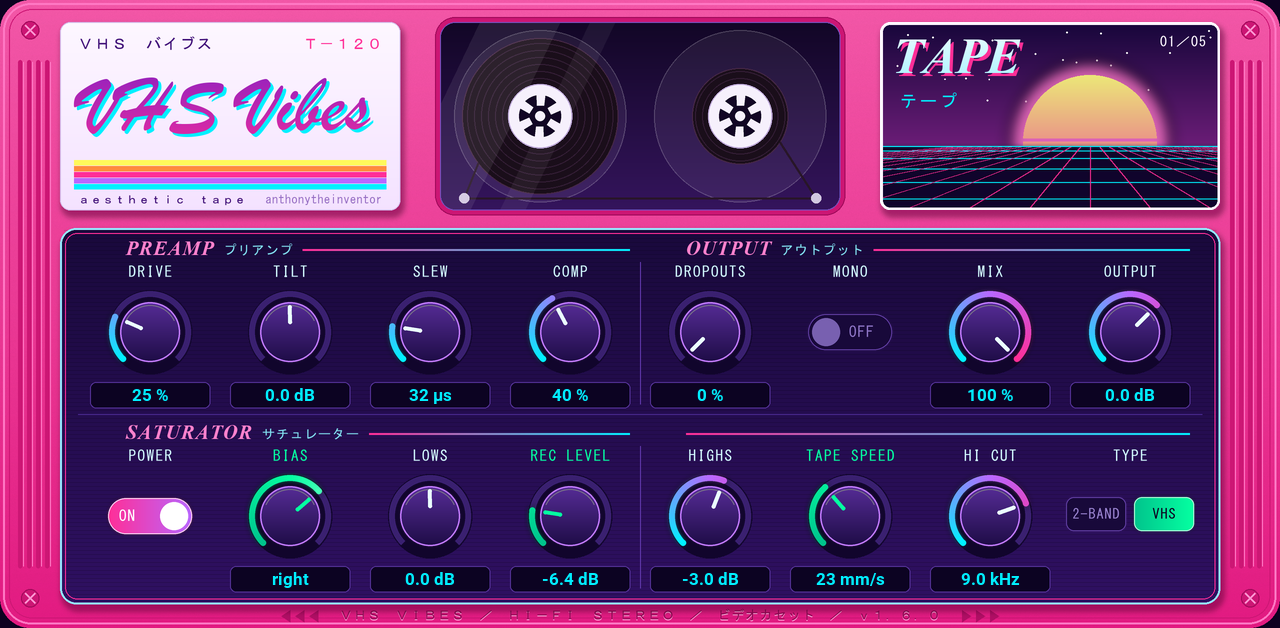 VHS バイブス
T-120
VHS Vibes
aesthetic tape
anthonytheinventor
TAPE
01/05
テープ
PREAMP プリアンプ
OUTPUT アウトプット
DRIVE TILT SLEW COMP DROPOUTS MONO MIX OUTPUT
OFF
25 % 0.0 dB 32 µs 40 % 0 % 100 % 0.0 dB
SATURATOR サチュレーター
POWER BIAS LOWS REC LEVEL HIGHS TAPE SPEED HI CUT TYPE
ON
2-BAND VHS
right 0.0 dB -6.4 dB -3.0 dB 23 mm/s 9.0 kHz
VHS VIBES / HI-FI STEREO / ビデオカセット / v1.6.0